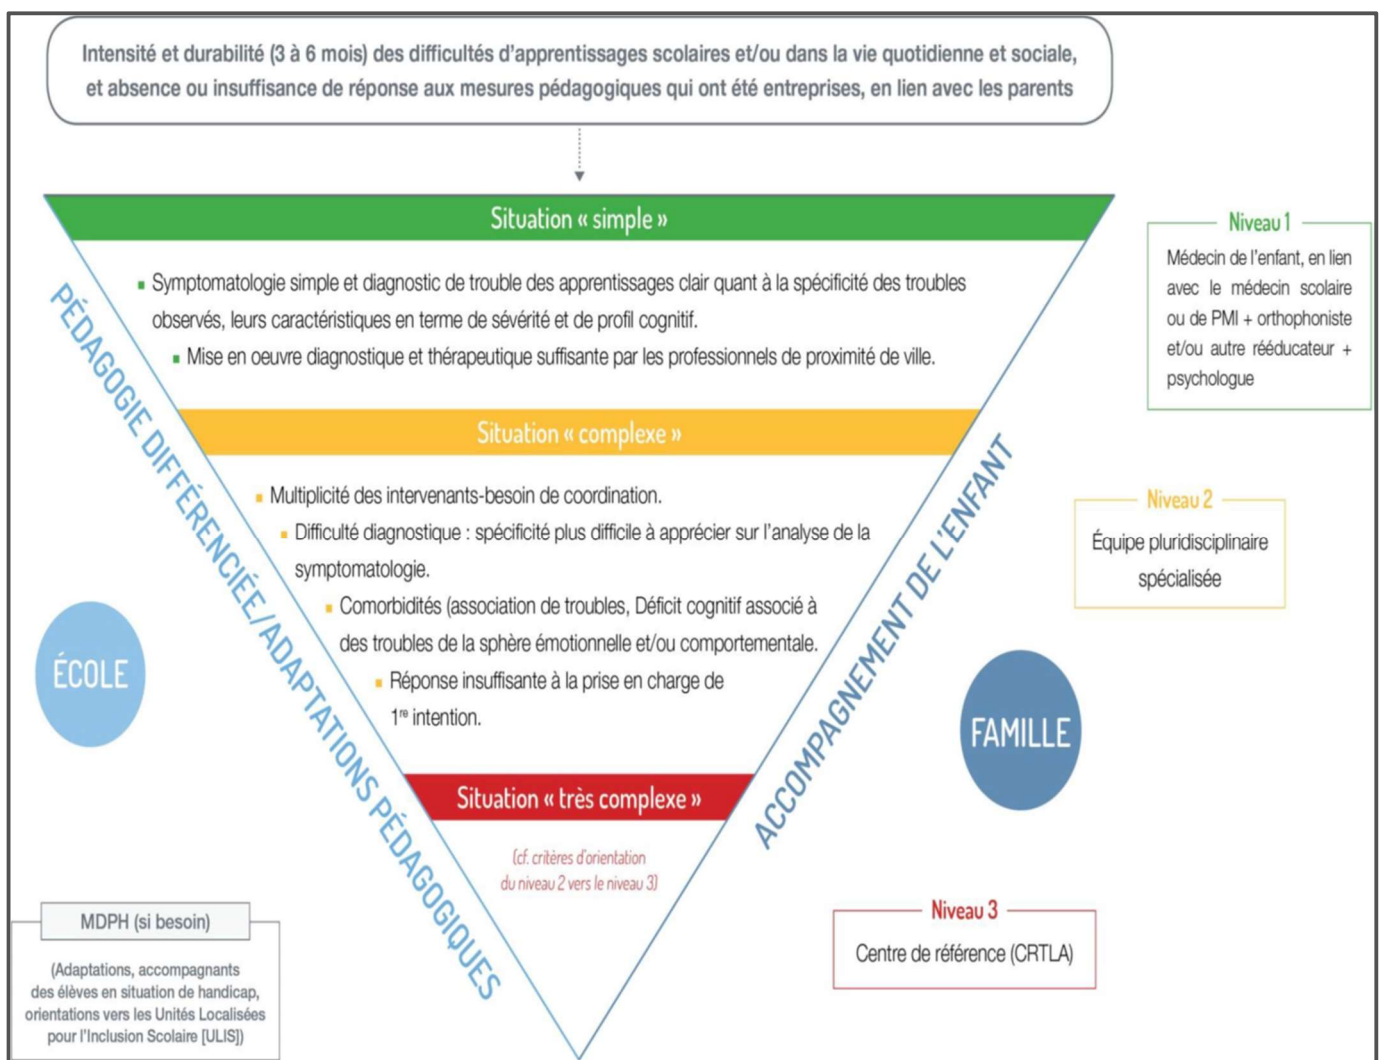 Intensité et durabilité (3 à 6 mois) des difficultés d'apprentissages scolaires et/ou dans la vie quotidienne et sociale,
et absence ou insuffisance de réponse aux mesures pédagogiques qui ont été entreprises, en lien avec les parents
Situation « simple »
▪ Symptomatologie simple et diagnostic de trouble des apprentissages clair quant à la spécificité des troubles
observés, leurs caractéristiques en terme de sévérité et de profil cognitif.
▪ Mise en oeuvre diagnostique et thérapeutique suffisante par les professionnels de proximité de ville.
Niveau 1
Médecin de l'enfant, en lien
avec le médecin scolaire
ou de PMI + orthophoniste
et/ou autre rééducateur +
psychologue
Situation « complexe »
▪ Multiplicité des intervenants-besoin de coordination.
▪ Difficulté diagnostique : spécificité plus difficile à apprécier sur l'analyse de la
symptomatologie.
▪ Comorbidités (association de troubles, Déficit cognitif associé à
des troubles de la sphère émotionnelle et/ou comportementale.
▪ Réponse insuffisante à la prise en charge de
1re intention.
Niveau 2
Équipe pluridisciplinaire
spécialisée
Situation « très complexe »
(cf. critères d'orientation
du niveau 2 vers le niveau 3)
Niveau 3
Centre de référence (CRTLA)
PÉDAGOGIE DIFFÉRENCIÉE/ADAPTATIONS PÉDAGOGIQUES
ACCOMPAGNEMENT DE L'ENFANT
ÉCOLE
FAMILLE
MDPH (si besoin)
(Adaptations, accompagnants
des élèves en situation de handicap,
orientations vers les Unités Localisées
pour l'Inclusion Scolaire [ULIS])